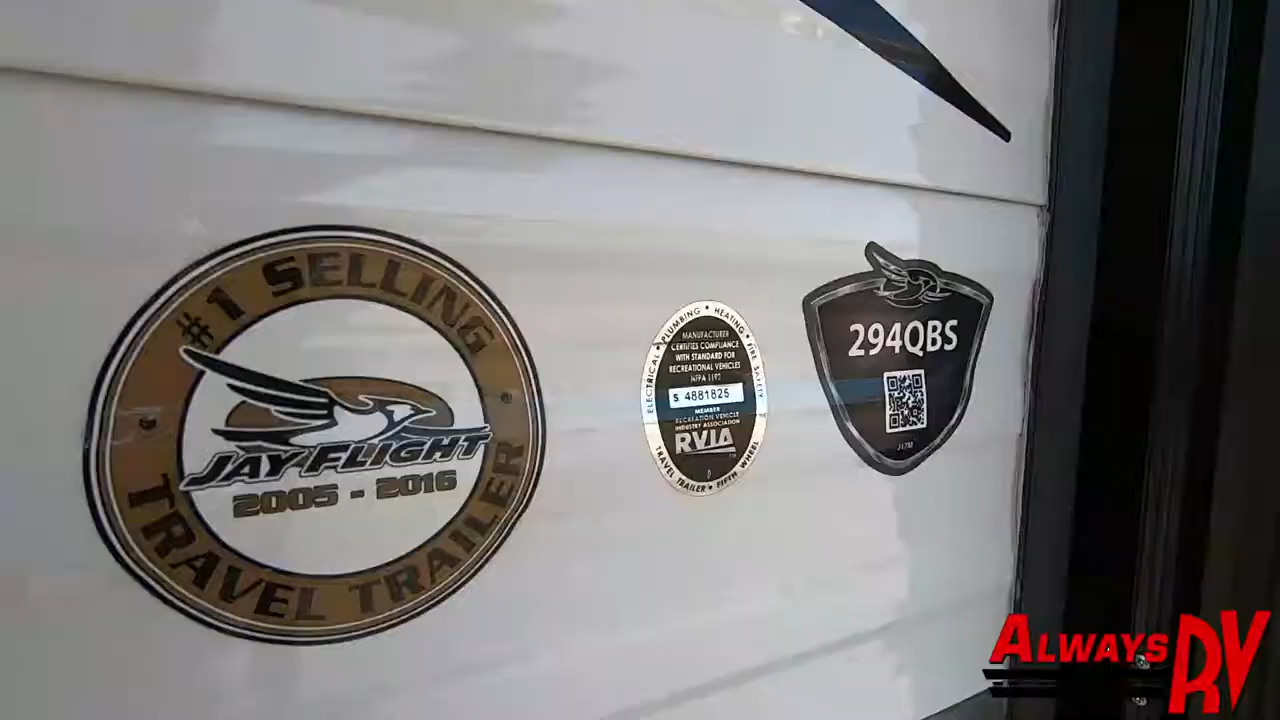 #1 SELLING
JAY FLIGHT
2005 - 2016
TRAVEL TRAILER
ELECTRICAL • PLUMBING • HEATING • FIRE SAFETY
MANUFACTURER
CERTIFIES COMPLIANCE
WITH STANDARD FOR
RECREATIONAL VEHICLES
NFPA 1192
S 4881825
MEMBER
RECREATION VEHICLE
INDUSTRY ASSOCIATION
RVIA
TRAVEL TRAILER • FIFTH WHEEL
294QBS
ALWAYS RV